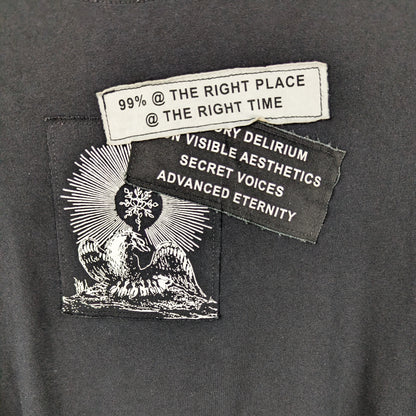 99% @ THE RIGHT PLACE
@ THE RIGHT TIME
DELIRIUM
VISIBLE AESTHETICS
SECRET VOICES
ADVANCED ETERNITY